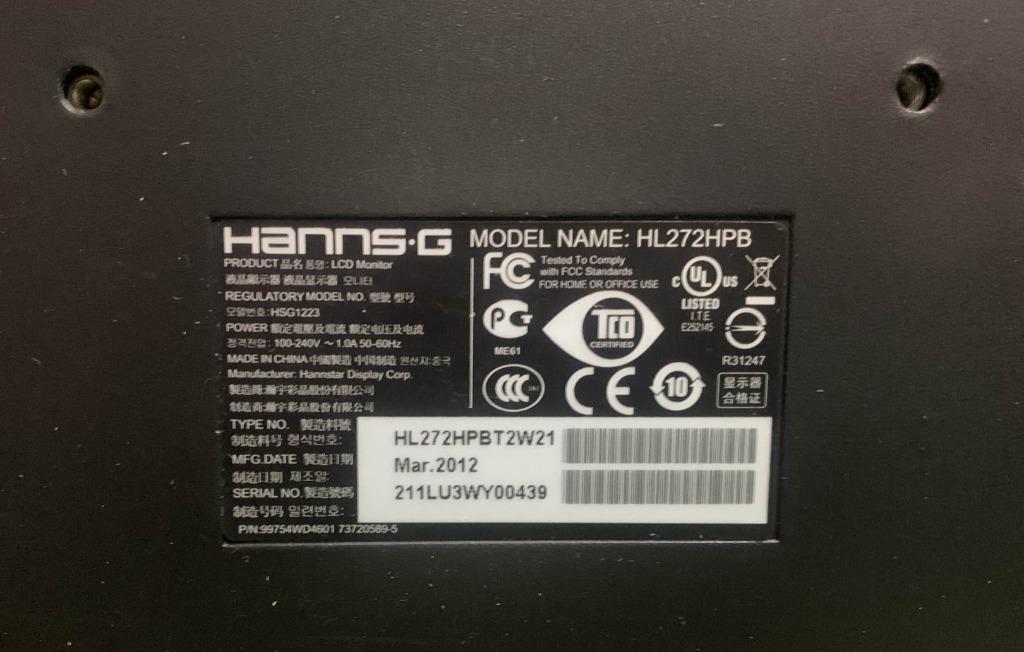 HANNS·G
MODEL NAME: HL272HPB
PRODUCT 品名 품명: LCD Monitor
液晶顯示器 液晶显示器 모니터
REGULATORY MODEL NO. 型號 型号
모델번호: HSG1223
POWER 額定電壓及電流 额定电压及电流
정격전압: 100-240V ~ 1.0A 50-60Hz
MADE IN CHINA 中國製造 中国制造 원산지:중국
Manufacturer: Hannstar Display Corp.
製造商:瀚宇彩晶股份有限公司
制造商:瀚宇彩晶股份有限公司
FC
Tested To Comply
with FCC Standards
FOR HOME OR OFFICE USE
C UL US
LISTED
I.T.E.
E252145
ME61
TCO
CERTIFIED
R31247
CCC
CE
10
显示器
合格证
TYPE NO. 製造料號
制造料号 형식번호:
HL272HPBT2W21
MFG.DATE 製造日期
制造日期 제조일:
Mar.2012
SERIAL NO.製造號碼
制造号码 일련번호:
211LU3WY00439
P/N:99754WD4601 73720589-5